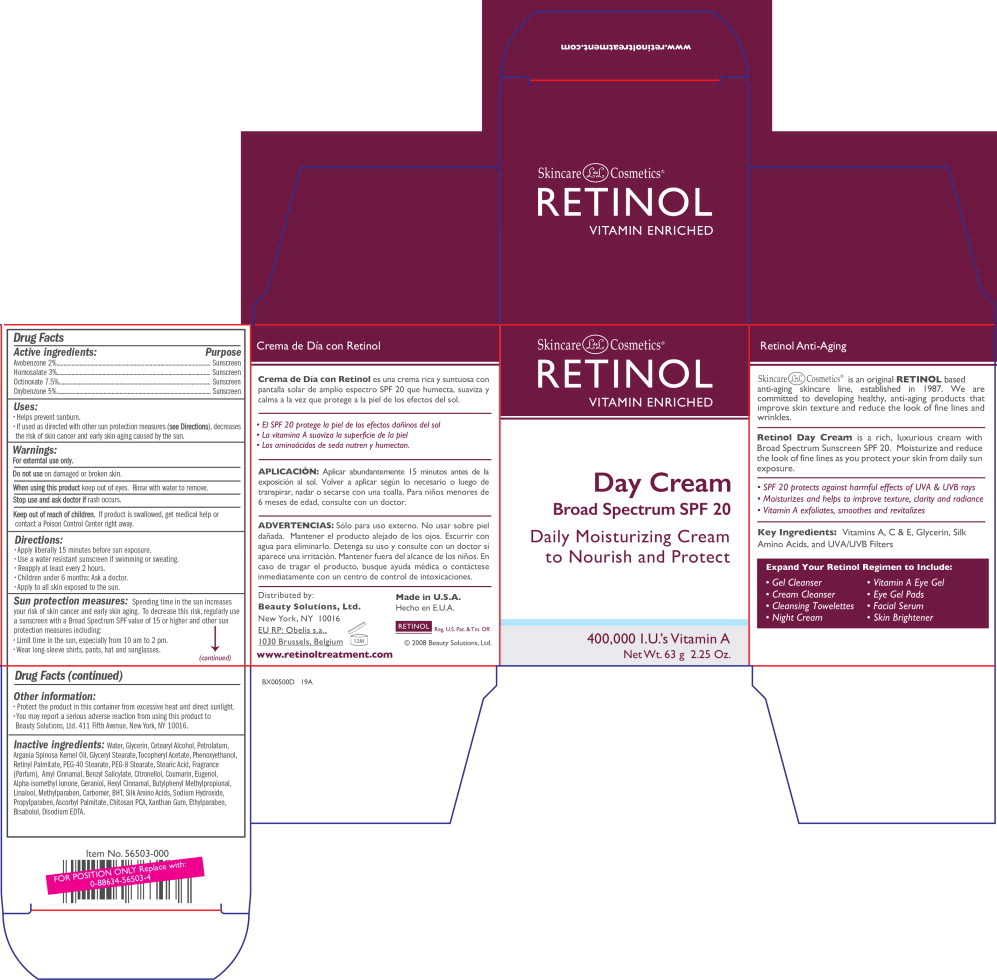 www.retinoltreatment.com
Skincare L&L Cosmetics®
RETINOL
VITAMIN ENRICHED
Drug Facts
Active ingredients: Purpose
Avobenzone 2%................ Sunscreen
Homosalate 3%................ Sunscreen
Octinoxate 7.5%................ Sunscreen
Oxybenzone 5%................ Sunscreen
Uses:
• Helps prevent sunburn.
• If used as directed with other sun protection measures (see Directions), decreases
the risk of skin cancer and early skin aging caused by the sun.
Warnings:
For externtal use only.
Do not use on damaged or broken skin.
When using this product keep out of eyes. Rinse with water to remove.
Stop use and ask doctor if rash occurs.
Keep out of reach of children. If product is swallowed, get medical help or
contact a Poison Control Center right away.
Directions:
• Apply liberally 15 minutes before sun exposure.
• Use a water resistant sunscreen if swimming or sweating.
• Reapply at least every 2 hours.
• Children under 6 months: Ask a doctor.
• Apply to all skin exposed to the sun.
Sun protection measures: Spending time in the sun increases
your risk of skin cancer and early skin aging. To decrease this risk, regularly use
a sunscreen with a Broad Spectrum SPF value of 15 or higher and other sun
protection measures including:
• Limit time in the sun, especially from 10 am to 2 pm.
• Wear long-sleeve shirts, pants, hat and sunglasses.
(continued)
Drug Facts (continued)
Other information:
• Protect the product in this container from excessive heat and direct sunlight.
• You may report a serious adverse reaction from using this product to
Beauty Solutions, Ltd. 411 Fifth Avenue, New York, NY 10016.
Inactive ingredients: Water, Glycerin, Cetearyl Alcohol, Petrolatum,
Argania Spinosa Kernel Oil, Glyceryl Stearate, Tocopheryl Acetate, Phenoxyethanol,
Retinyl Palmitate, PEG-40 Stearate, PEG-8 Stearate, Stearic Acid, Fragrance
(Parfum), Amyl Cinnamal, Benzyl Salicylate, Citronellol, Coumarin, Eugenol,
Alpha-isomethyl Ionone, Geraniol, Hexyl Cinnamal, Butylphenyl Methylpropional,
Linalool, Methylparaben, Carbomer, BHT, Silk Amino Acids, Sodium Hydroxide,
Propylparaben, Ascorbyl Palmitate, Chitosan PCA, Xanthan Gum, Ethylparaben,
Bisabolol, Disodium EDTA.
Item No. 56503-000
FOR POSITION ONLY Replace with:
0-88634-56503-4
Crema de Día con Retinol
Crema de Día con Retinol es una crema rica y suntuosa con
pantalla solar de amplio espectro SPF 20 que humecta, suaviza y
calma a la vez que protege a la piel de los efectos del sol.
• El SPF 20 protege la piel de los efectos dañinos del sol
• La vitamina A suaviza la superficie de la piel
• Los aminoácidos de seda nutren y humectan.
APLICACIÒN: Aplicar abundantemente 15 minutos antes de la
exposición al sol. Volver a aplicar según lo necesario o luego de
transpirar, nadar o secarse con una toalla. Para niños menores de
6 meses de edad, consulte con un doctor.
ADVERTENCIAS: Sólo para uso externo. No usar sobre piel
dañada. Mantener el producto alejado de los ojos. Escurrir con
agua para eliminarlo. Detenga su uso y consulte con un doctor si
aparece una irritación. Mantener fuera del alcance de los niños. En
caso de tragar el producto, busque ayuda médica o contáctese
inmediatamente con un centro de control de intoxicaciones.
Distributed by:
Beauty Solutions, Ltd.
New York, NY 10016
EU RP: Obelis s.a.,
1030 Brussels, Belgium
12M
www.retinoltreatment.com
Made in U.S.A.
Hecho en E.U.A.
RETINOL Reg. U.S. Pat. & Tm. Off.
© 2008 Beauty Solutions, Ltd.
BX00500D 19A
Skincare L&L Cosmetics®
RETINOL
VITAMIN ENRICHED
Day Cream
Broad Spectrum SPF 20
Daily Moisturizing Cream
to Nourish and Protect
400,000 I.U.'s Vitamin A
Net Wt. 63 g 2.25 Oz.
Retinol Anti-Aging
Skincare L&L Cosmetics® is an original RETINOL based
anti-aging skincare line, established in 1987. We are
committed to developing healthy, anti-aging products that
improve skin texture and reduce the look of fine lines and
wrinkles.
Retinol Day Cream is a rich, luxurious cream with
Broad Spectrum Sunscreen SPF 20. Moisturize and reduce
the look of fine lines as you protect your skin from daily sun
exposure.
• SPF 20 protects against harmful effects of UVA & UVB rays
• Moisturizes and helps to improve texture, clarity and radiance
• Vitamin A exfoliates, smoothes and revitalizes
Key Ingredients: Vitamins A, C & E, Glycerin, Silk
Amino Acids, and UVA/UVB Filters
Expand Your Retinol Regimen to Include:
• Gel Cleanser
• Cream Cleanser
• Cleansing Towelettes
• Night Cream
• Vitamin A Eye Gel
• Eye Gel Pads
• Facial Serum
• Skin Brightener